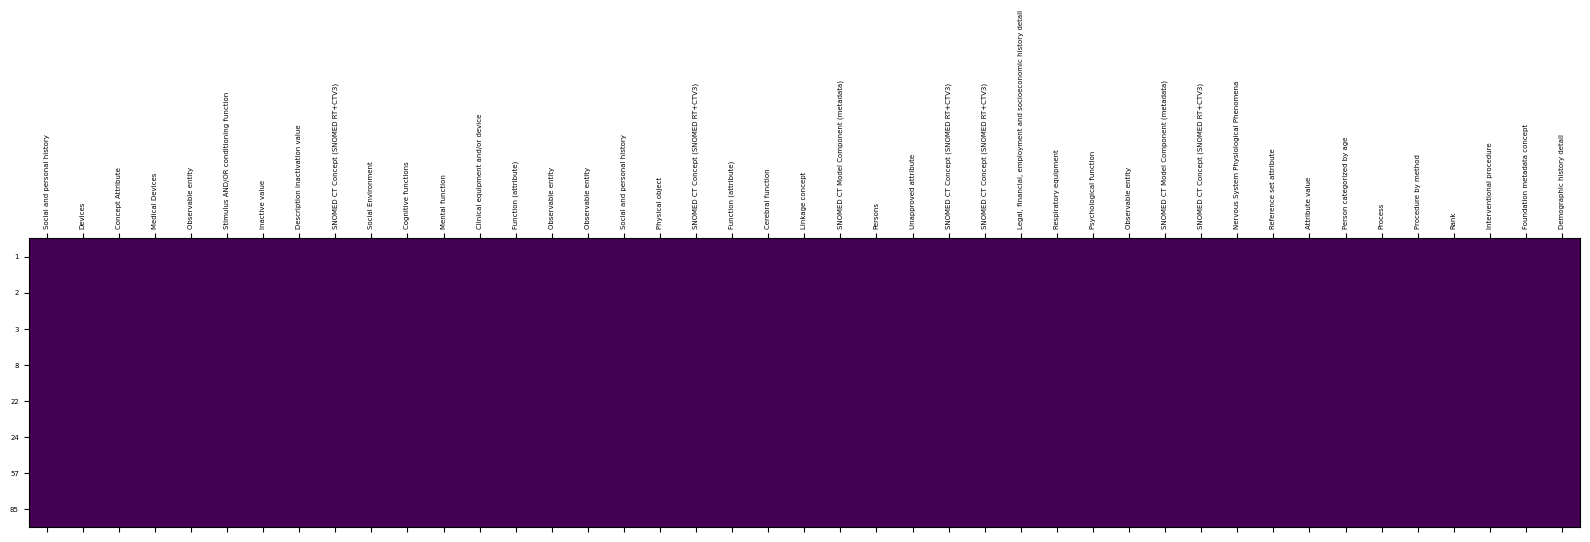 Social and personal history
Devices
Concept Attribute
Medical Devices
Observable entity
Stimulus AND/OR conditioning function
Inactive value
Description inactivation value
SNOMED CT Concept (SNOMED RT+CTV3)
Social Environment
Cognitive functions
Mental function
Clinical equipment and/or device
Function (attribute)
Observable entity
Observable entity
Social and personal history
Physical object
SNOMED CT Concept (SNOMED RT+CTV3)
Function (attribute)
Cerebral function
Linkage concept
SNOMED CT Model Component (metadata)
Persons
Unapproved attribute
SNOMED CT Concept (SNOMED RT+CTV3)
SNOMED CT Concept (SNOMED RT+CTV3)
Legal, financial, employment and socioeconomic history detail
Respiratory equipment
Psychological function
Observable entity
SNOMED CT Model Component (metadata)
SNOMED CT Concept (SNOMED RT+CTV3)
Nervous System Physiological Phenomena
Reference set attribute
Attribute value
Person categorized by age
Process
Procedure by method
Rank
Interventional procedure
Foundation metadata concept
Demographic history detail
1
2
3
8
22
24
57
85